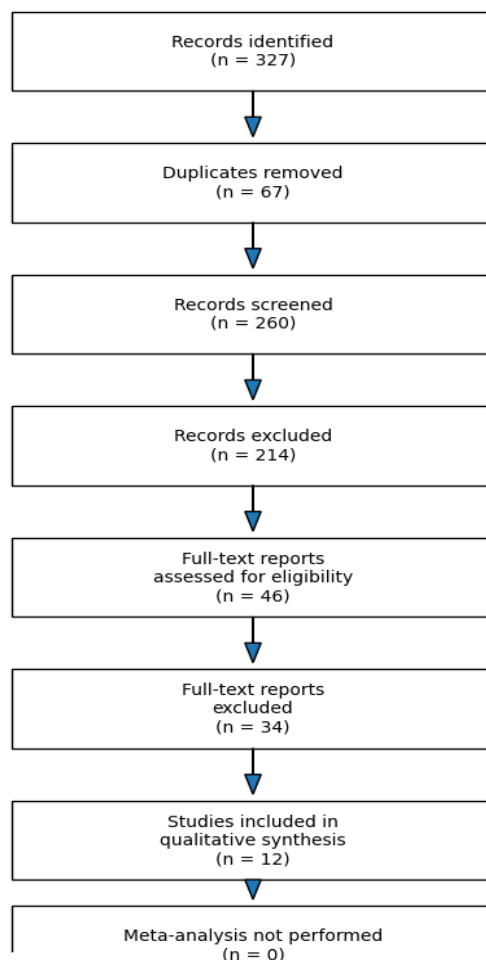 Records identified
(n = 327)
Duplicates removed
(n = 67)
Records screened
(n = 260)
Records excluded
(n = 214)
Full-text reports
assessed for eligibility
(n = 46)
Full-text reports
excluded
(n = 34)
Studies included in
qualitative synthesis
(n = 12)
Meta-analysis not performed
(n = 0)